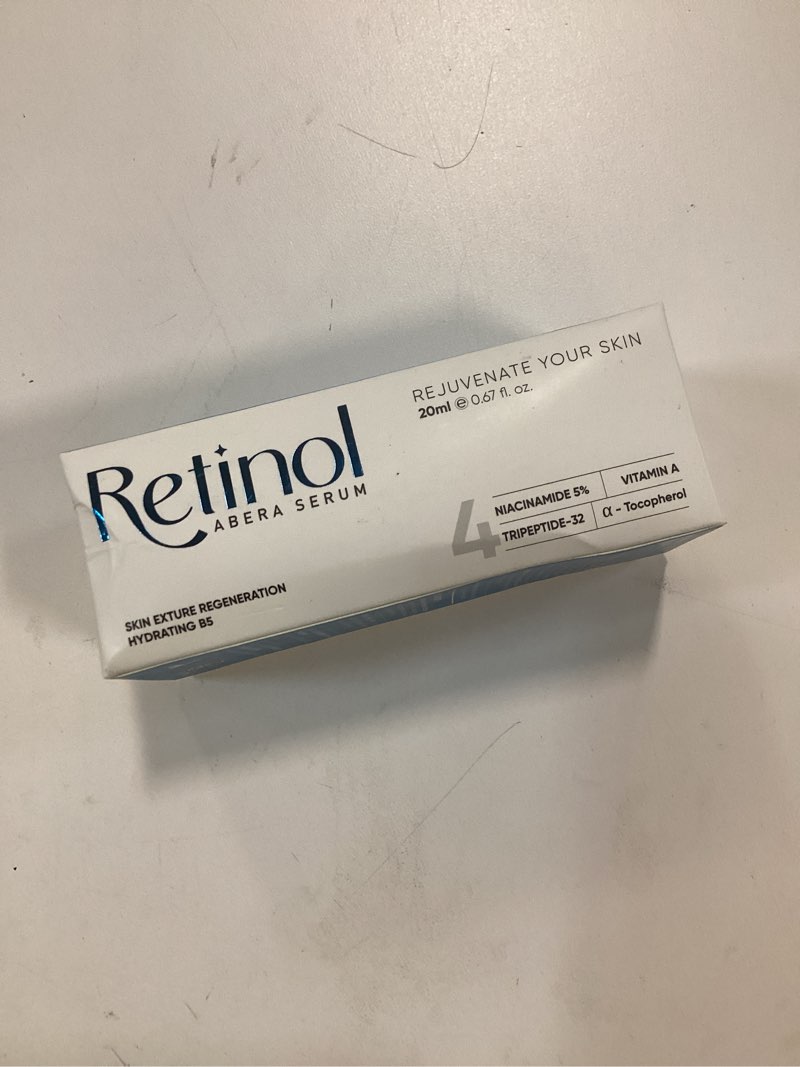 Retinol
ABERA SERUM
SKIN EXTURE REGENERATION
HYDRATING B5
REJUVENATE YOUR SKIN
20ml ℮ 0.67 fl. oz.
4
NIACINAMIDE 5% VITAMIN A
TRIPEPTIDE-32 α - Tocopherol